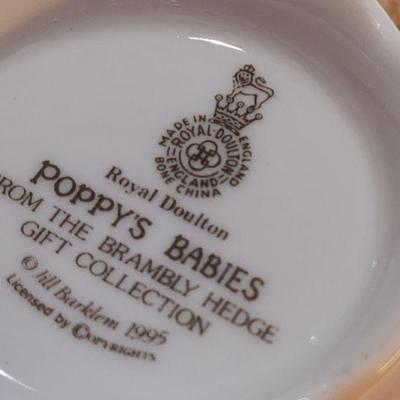 MADE IN ENGLAND
ROYAL·DOULTON
ENGLAND
BONE CHINA
Royal Doulton
POPPY'S BABIES
FROM THE BRAMBLY HEDGE
GIFT COLLECTION
© Jill Barklem 1995
Licensed by © COPYRIGHTS